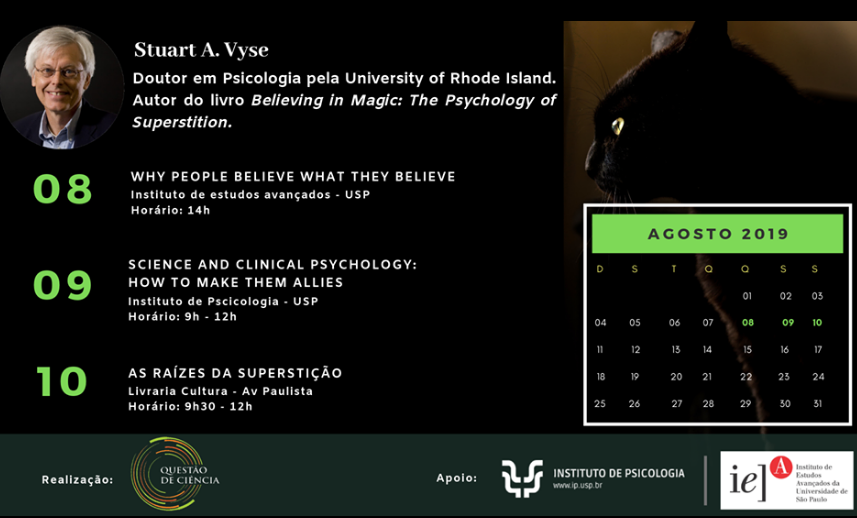 Stuart A. Vyse
Doutor em Psicologia pela University of Rhode Island.
Autor do livro Believing in Magic: The Psychology of
Superstition.
08
WHY PEOPLE BELIEVE WHAT THEY BELIEVE
Instituto de estudos avançados - USP
Horário: 14h
09
SCIENCE AND CLINICAL PSYCHOLOGY:
HOW TO MAKE THEM ALLIES
Instituto de Pscicologia - USP
Horário: 9h - 12h
10
AS RAÍZES DA SUPERSTIÇÃO
Livraria Cultura - Av Paulista
Horário: 9h30 - 12h
AGOSTO 2019
D S T Q Q S S
01 02 03
04 05 06 07 08 09 10
11 12 13 14 15 16 17
18 19 20 21 22 23 24
25 26 27 28 29 30 31
Realização:
QUESTÃO
DE CIÊNCIA
Apoio:
INSTITUTO DE PSICOLOGIA
www.ip.usp.br
ie] A
Instituto de
Estudos
Avançados da
Universidade de
São Paulo